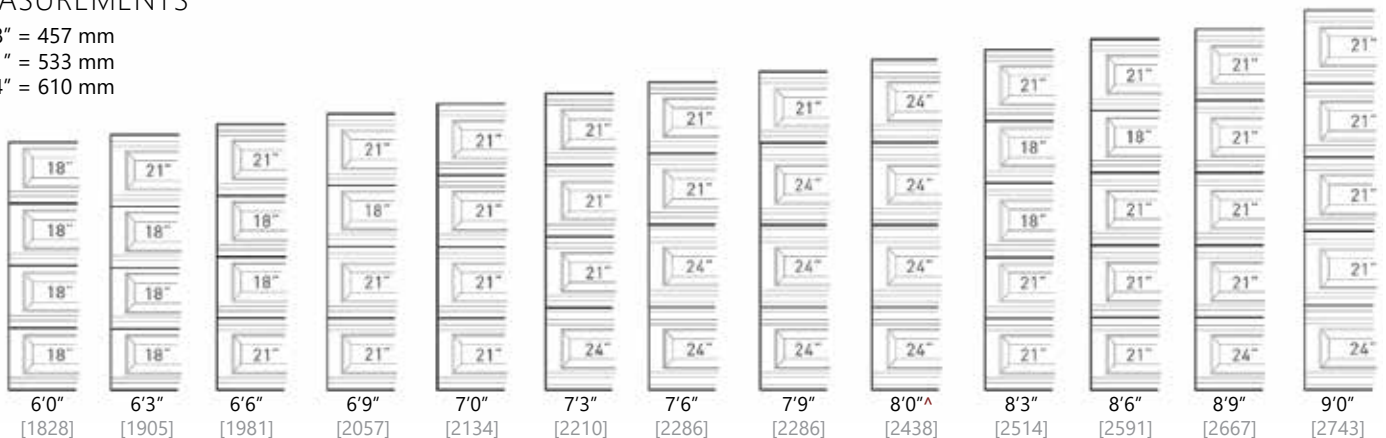 ASUREMENTS
8” = 457 mm
1” = 533 mm
4” = 610 mm
18” 21” 21” 21” 21” 21” 21” 21” 24” 21” 21” 21” 21”
18” 18” 18” 18” 21” 21” 21” 24” 24” 18” 18” 21” 21”
18” 18” 18” 21” 21” 21” 24” 24” 24” 18” 21” 21” 21”
18” 18” 21” 21” 21” 24” 24” 24” 24” 21” 21” 21” 21”
21” 21” 24” 24”
6’0” 6’3” 6’6” 6’9” 7’0” 7’3” 7’6” 7’9” 8’0”^ 8’3” 8’6” 8’9” 9’0”
[1828] [1905] [1981] [2057] [2134] [2210] [2286] [2286] [2438] [2514] [2591] [2667] [2743]